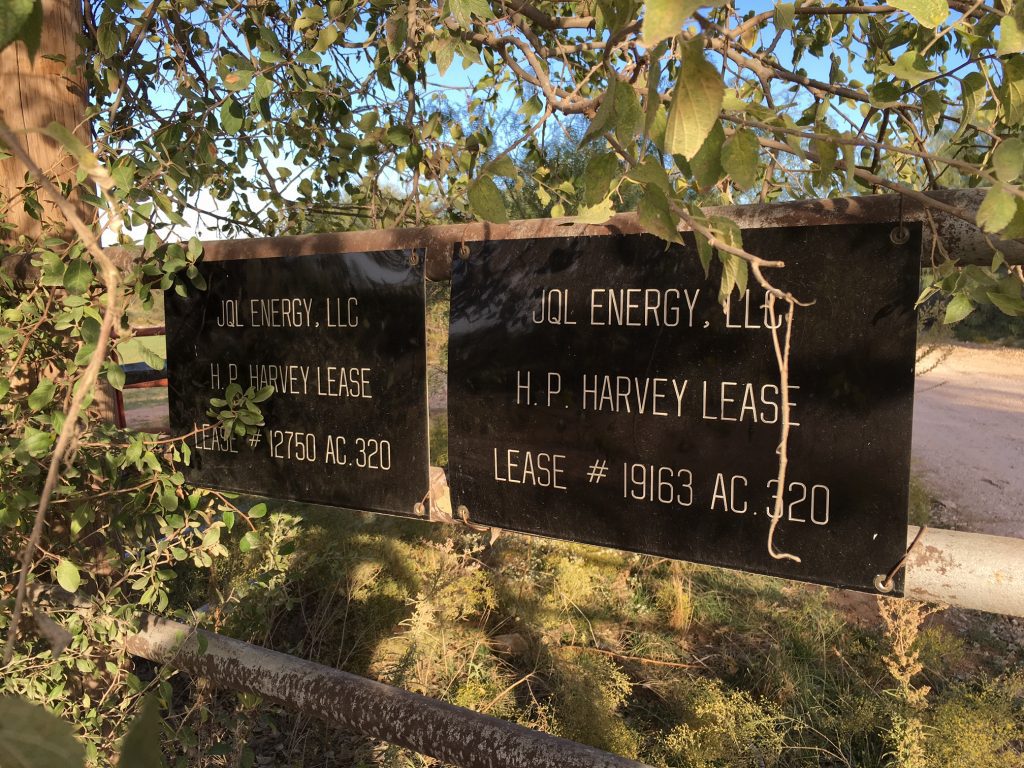 JQL ENERGY, LLC
H. P. HARVEY LEASE
LEASE # 12750 AC. 320
JQL ENERGY, LLC
H. P. HARVEY LEASE
LEASE # 19163 AC. 320